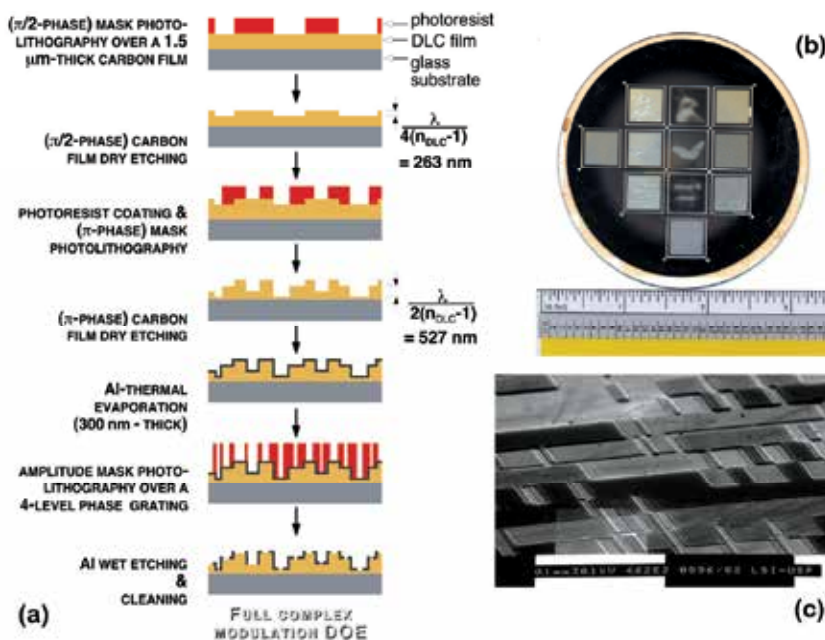 (π/2-PHASE) MASK PHOTO-
LITHOGRAPHY OVER A 1.5
μm-THICK CARBON FILM
photoresist
DLC film
glass
substrate
(π/2-PHASE) CARBON
FILM DRY ETCHING
λ
4(nDLC-1)
= 263 nm
PHOTORESIST COATING &
(π-PHASE) MASK
PHOTOLITHOGRAPHY
(π-PHASE) CARBON
FILM DRY ETCHING
λ
2(nDLC-1)
= 527 nm
Al-THERMAL
EVAPORATION
(300 nm - THICK)
AMPLITUDE MASK PHOTO-
LITHOGRAPHY OVER A
4-LEVEL PHASE GRATING
Al WET ETCHING
&
CLEANING
(a)
FULL COMPLEX
MODULATION DOE
(b)
LSI-USP
(c)